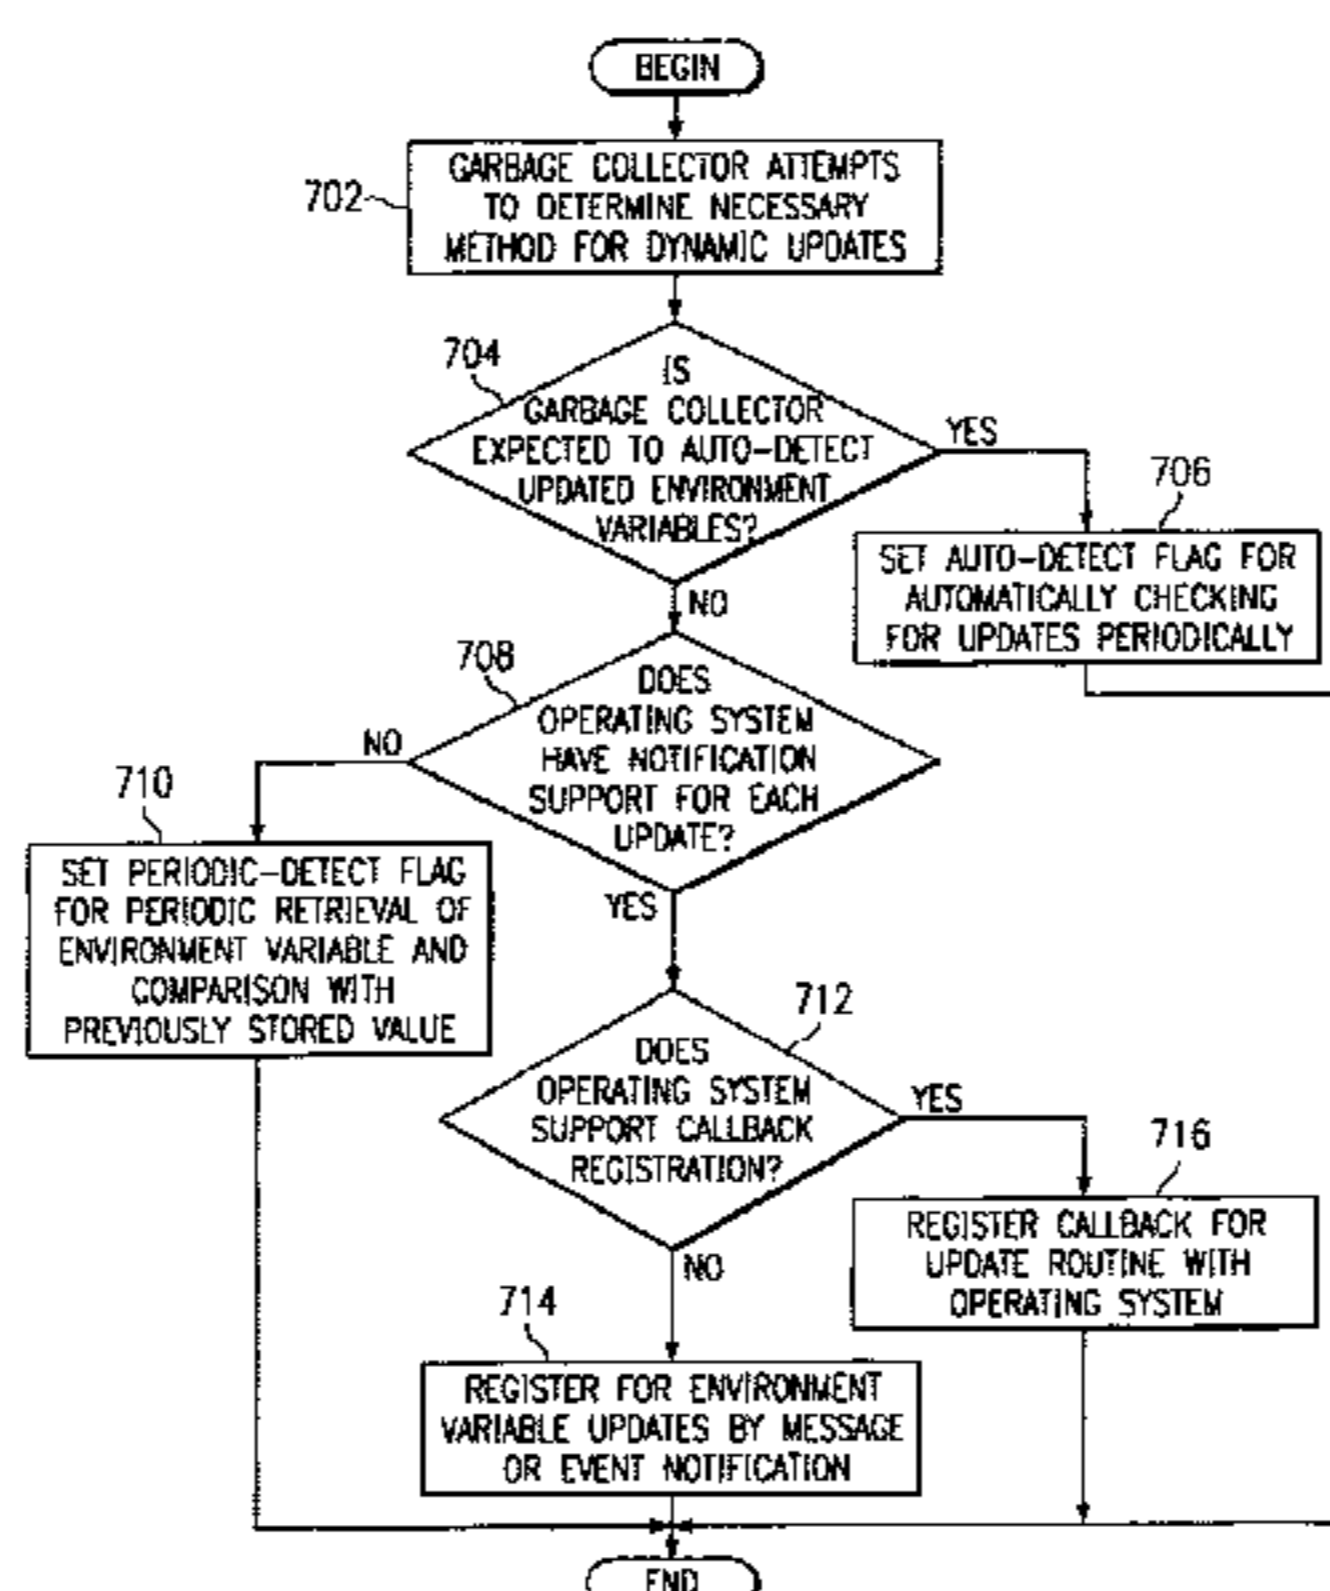 BEGIN
702
GARBAGE COLLECTOR ATTEMPTS
TO DETERMINE NECESSARY
METHOD FOR DYNAMIC UPDATES
704
IS
GARBAGE COLLECTOR
EXPECTED TO AUTO-DETECT
UPDATED ENVIRONMENT
VARIABLES?
YES
706
SET AUTO-DETECT FLAG FOR
AUTOMATICALLY CHECKING
FOR UPDATES PERIODICALLY
NO
708
DOES
OPERATING SYSTEM
HAVE NOTIFICATION
SUPPORT FOR EACH
UPDATE?
NO
710
SET PERIODIC-DETECT FLAG
FOR PERIODIC RETRIEVAL OF
ENVIRONMENT VARIABLE AND
COMPARISON WITH
PREVIOUSLY STORED VALUE
YES
712
DOES
OPERATING SYSTEM
SUPPORT CALLBACK
REGISTRATION?
YES
716
REGISTER CALLBACK FOR
UPDATE ROUTINE WITH
OPERATING SYSTEM
NO
714
REGISTER FOR ENVIRONMENT
VARIABLE UPDATES BY MESSAGE
OR EVENT NOTIFICATION
END